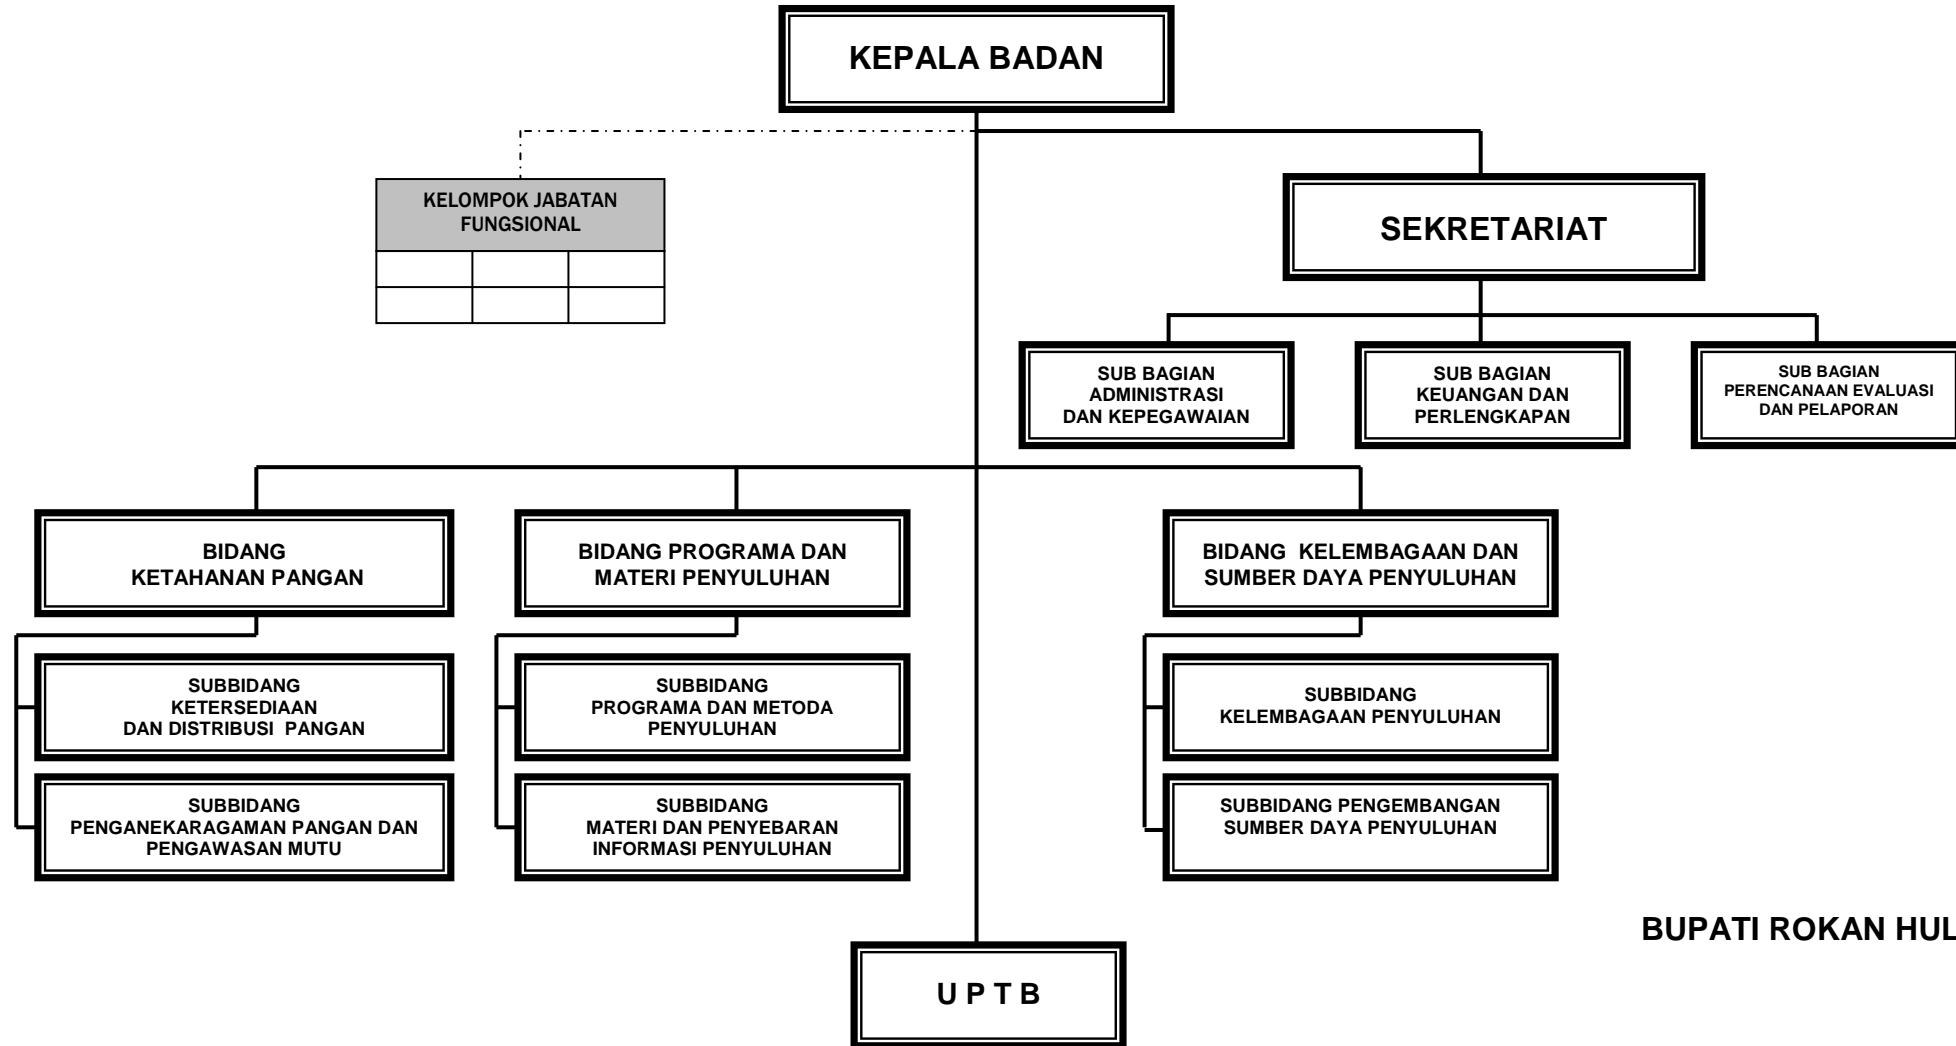 KEPALA BADAN
KELOMPOK JABATAN
FUNGSIONAL
SEKRETARIAT
SUB BAGIAN
ADMINISTRASI
DAN KEPEGAWAIAN
SUB BAGIAN
KEUANGAN DAN
PERLENGKAPAN
SUB BAGIAN
PERENCANAAN EVALUASI
DAN PELAPORAN
BIDANG
KETAHANAN PANGAN
BIDANG PROGRAMA DAN
MATERI PENYULUHAN
BIDANG KELEMBAGAAN DAN
SUMBER DAYA PENYULUHAN
SUBBIDANG
KETERSEDIAAN
DAN DISTRIBUSI PANGAN
SUBBIDANG
PROGRAMA DAN METODA
PENYULUHAN
SUBBIDANG
KELEMBAGAAN PENYULUHAN
SUBBIDANG
PENGANEKARAGAMAN PANGAN DAN
PENGAWASAN MUTU
SUBBIDANG
MATERI DAN PENYEBARAN
INFORMASI PENYULUHAN
SUBBIDANG PENGEMBANGAN
SUMBER DAYA PENYULUHAN
BUPATI ROKAN HUL
U P T B